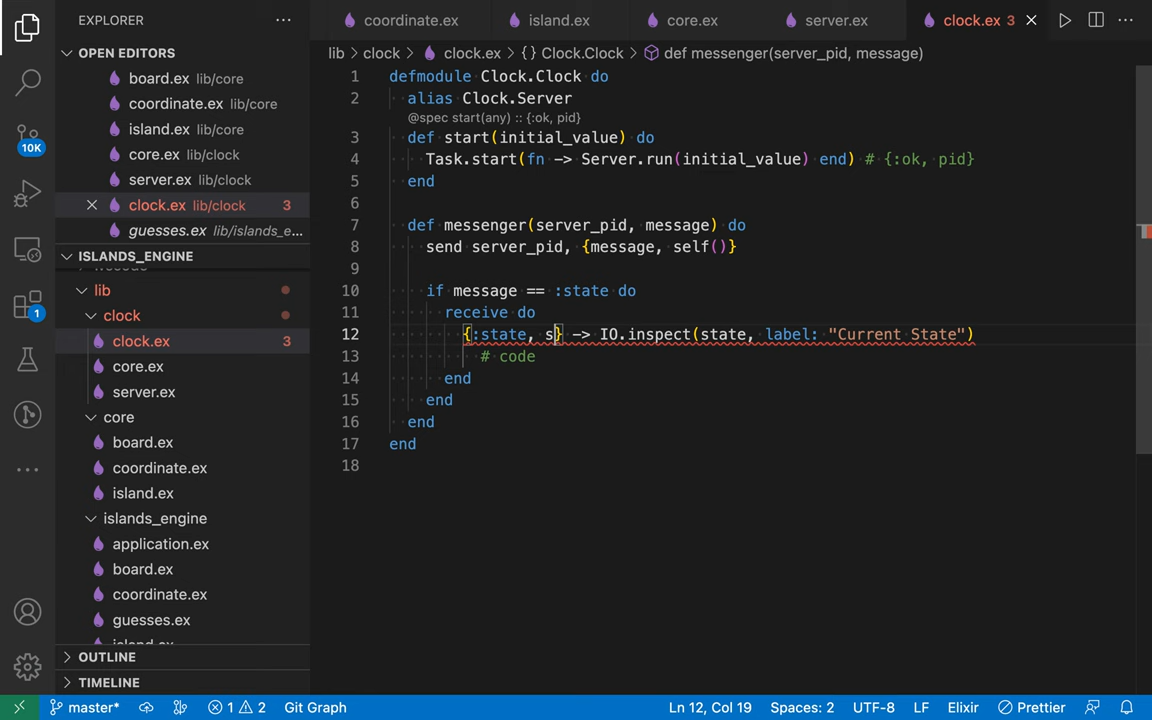 EXPLORER
coordinate.ex
island.ex
core.ex
server.ex
clock.ex 3
OPEN EDITORS
lib > clock > clock.ex > {} Clock.Clock > def messenger(server_pid, message)
board.ex lib/core
coordinate.ex lib/core
island.ex lib/core
core.ex lib/clock
server.ex lib/clock
clock.ex lib/clock 3
guesses.ex lib/islands_e...
10K
1
ISLANDS_ENGINE
lib
clock
clock.ex 3
core.ex
server.ex
core
board.ex
coordinate.ex
island.ex
islands_engine
application.ex
board.ex
coordinate.ex
guesses.ex
island.ex
OUTLINE
TIMELINE
1 defmodule Clock.Clock do
2 alias Clock.Server
@spec start(any) :: {:ok, pid}
3 def start(initial_value) do
4 Task.start(fn -> Server.run(initial_value) end) # {:ok, pid}
5 end
6
7 def messenger(server_pid, message) do
8 send server_pid, {message, self()}
9
10 if message == :state do
11 receive do
12 {:state, s} -> IO.inspect(state, label: "Current State")
13 # code
14 end
15 end
16 end
17 end
18
master*
1 2
Git Graph
Ln 12, Col 19
Spaces: 2
UTF-8
LF
Elixir
Prettier